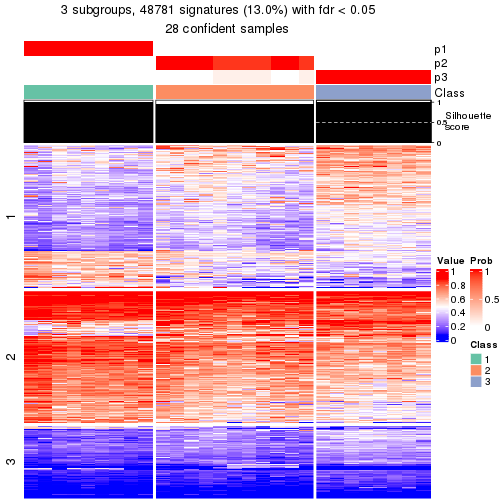 3 subgroups, 48781 signatures (13.0%) with fdr < 0.05
28 confident samples
p1
p2
p3
Class
1
0.5
0
Silhouette
score
1
2
3
Value
1
0.8
0.6
0.4
0.2
0
Prob
1
0.5
0
Class
1
2
3